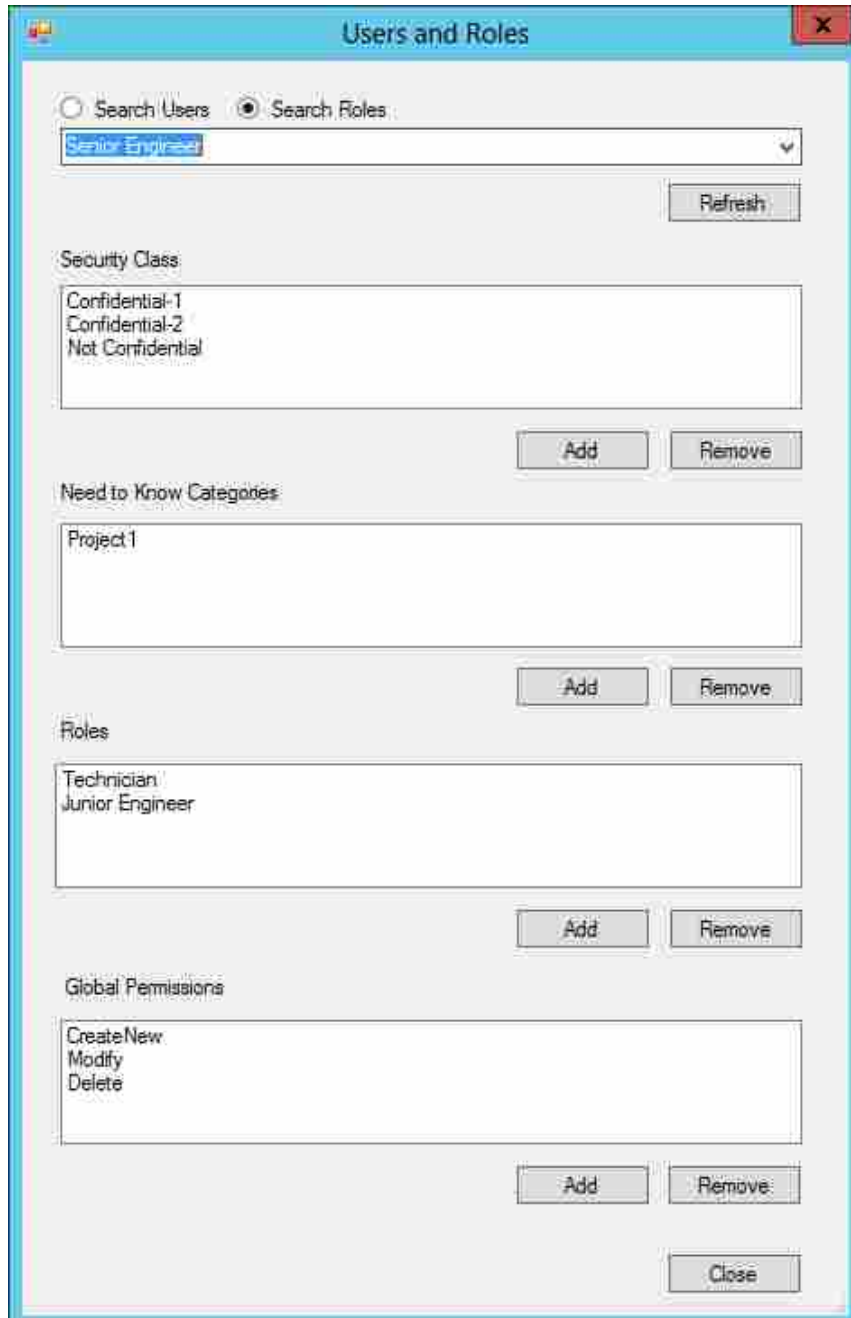 Users and Roles
Search Users Search Roles
Senior Engineer
Refresh
Security Class
Confidential-1
Confidential-2
Not Confidential
Add Remove
Need to Know Categories
Project1
Add Remove
Roles
Technician
Junior Engineer
Add Remove
Global Permissions
CreateNew
Modify
Delete
Add Remove
Close